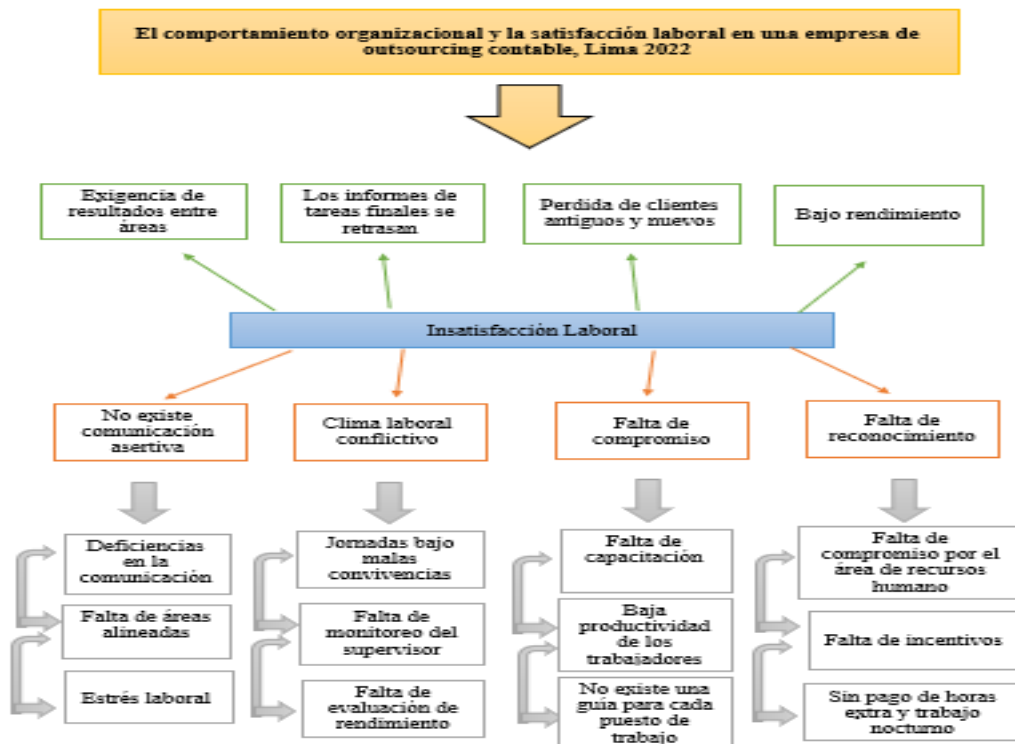 El comportamiento organizacional y la satisfacción laboral en una empresa de
outsourcing contable, Lima 2022
Exigencia de
resultados entre
áreas
Los informes de
tareas finales se
retrasan
Perdida de clientes
antiguos y nuevos
Bajo rendimiento
Insatisfacción Laboral
No existe
comunicación
asertiva
Clima laboral
conflictivo
Falta de
compromiso
Falta de
reconocimiento
Deficiencias en
la
comunicación
Falta de áreas
alineadas
Estrés laboral
Jornadas bajo
malas
convivencias
Falta de
monitoreo del
supervisor
Falta de
evaluación de
rendimiento
Falta de
capacitación
Baja
productividad
de los
trabajadores
No existe una
guía para cada
puesto de
trabajo
Falta de
compromiso por el
área de recursos
humano
Falta de incentivos
Sin pago de horas
extra y trabajo
nocturno